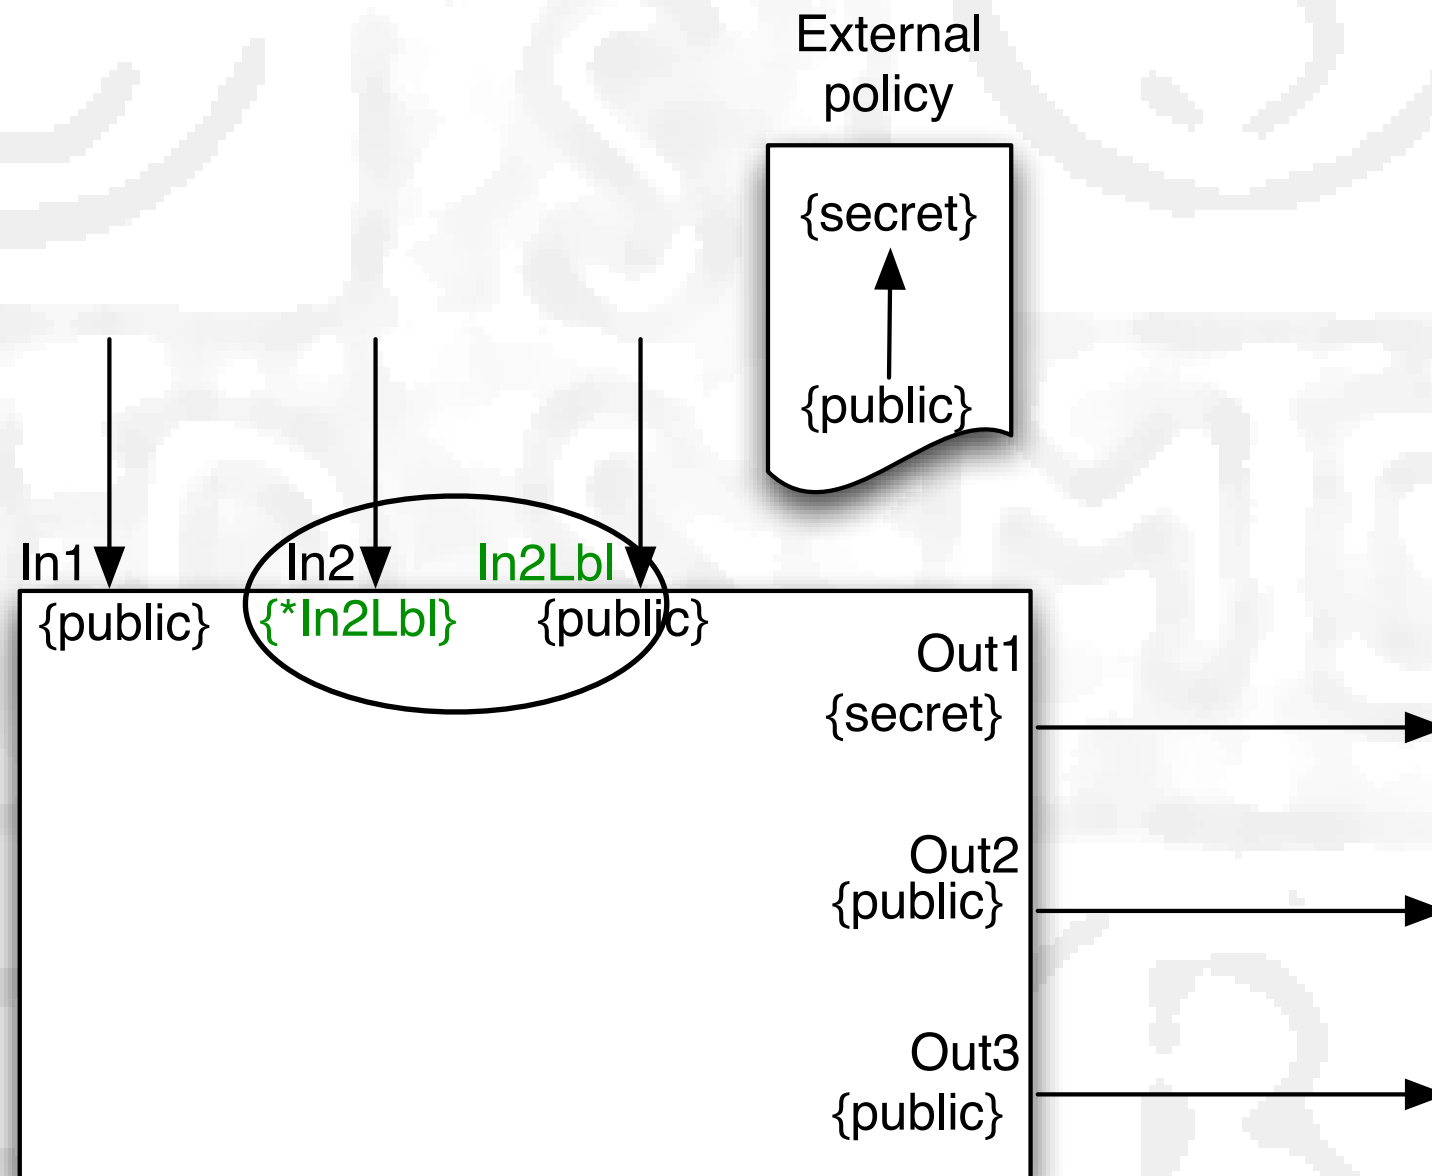 External
policy
{secret}
{public}
In1
In2
In2Lbl
{public}
{*In2Lbl}
{public}
Out1
{secret}
Out2
{public}
Out3
{public}